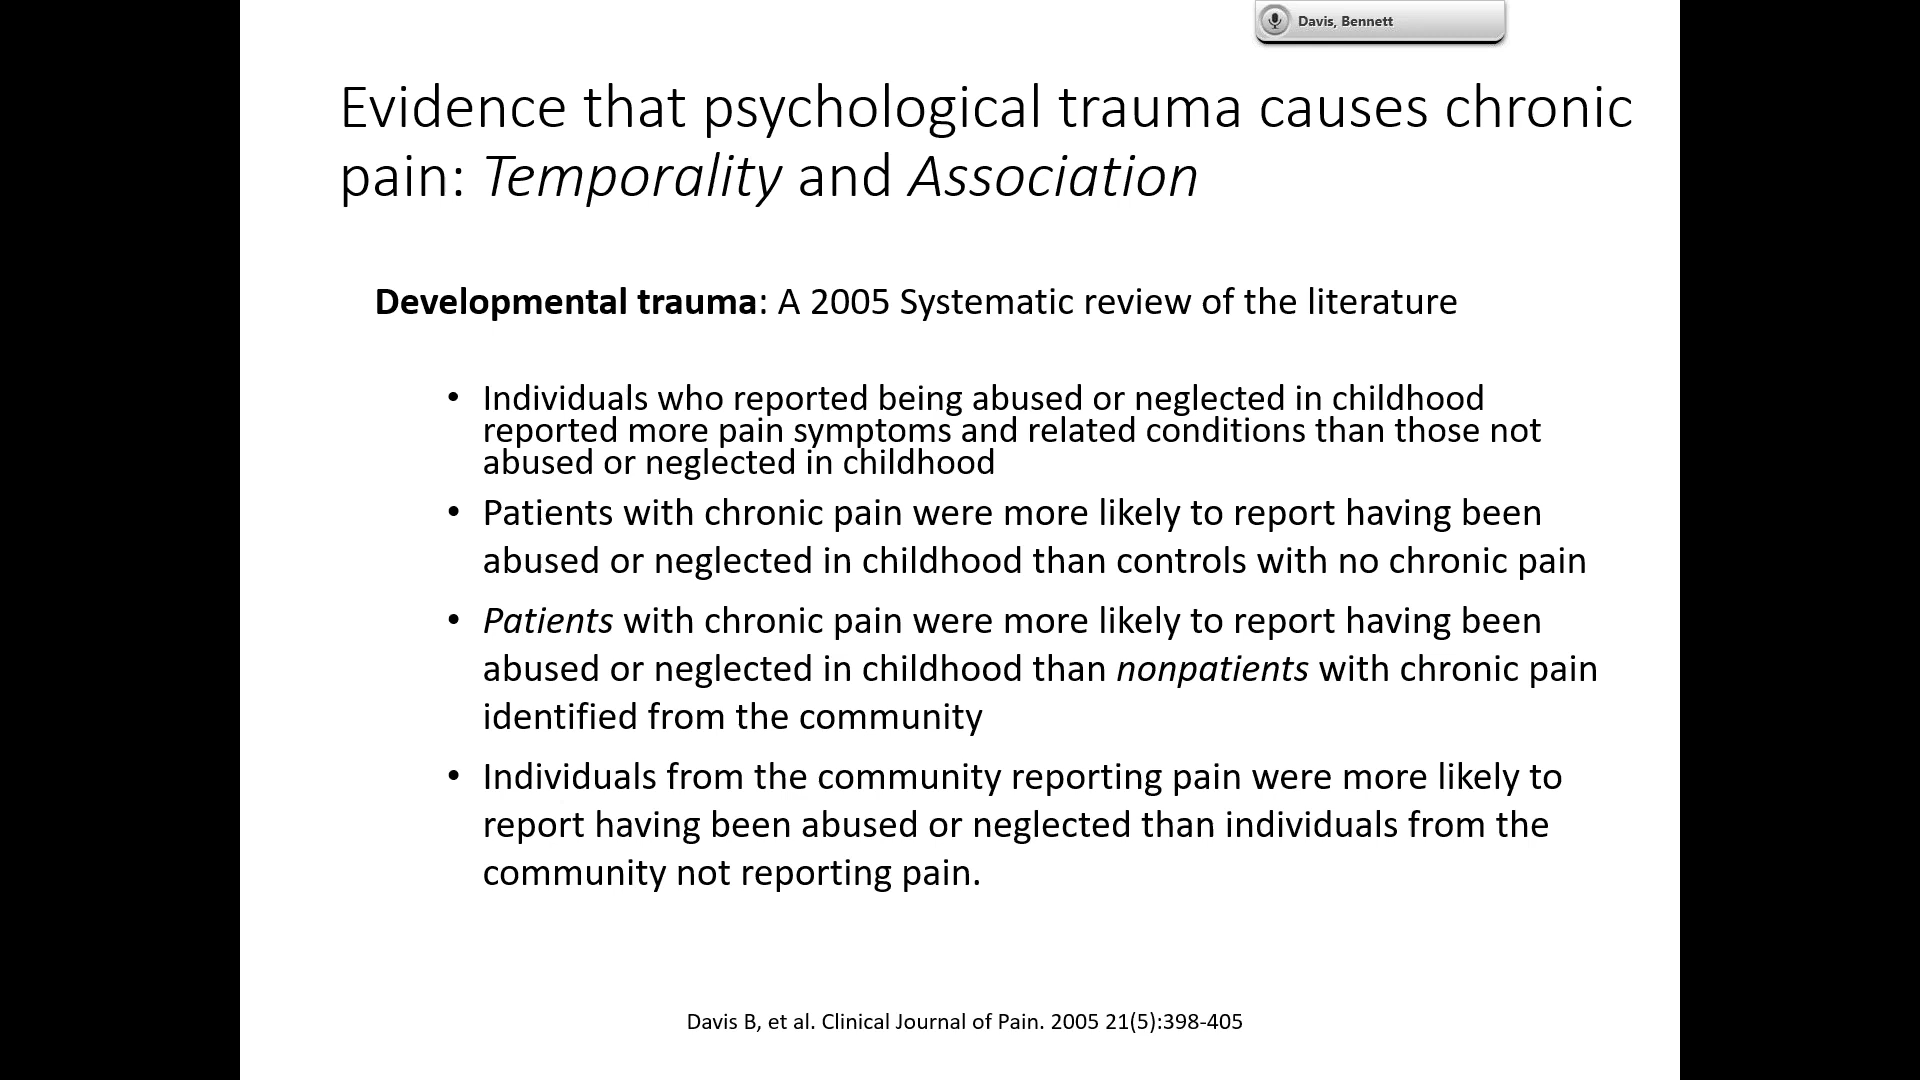 Davis, Bennett
Evidence that psychological trauma causes chronic
pain: Temporality and Association
Developmental trauma: A 2005 Systematic review of the literature
• Individuals who reported being abused or neglected in childhood
reported more pain symptoms and related conditions than those not
abused or neglected in childhood
• Patients with chronic pain were more likely to report having been
abused or neglected in childhood than controls with no chronic pain
• Patients with chronic pain were more likely to report having been
abused or neglected in childhood than nonpatients with chronic pain
identified from the community
• Individuals from the community reporting pain were more likely to
report having been abused or neglected than individuals from the
community not reporting pain.
Davis B, et al. Clinical Journal of Pain. 2005 21(5):398-405